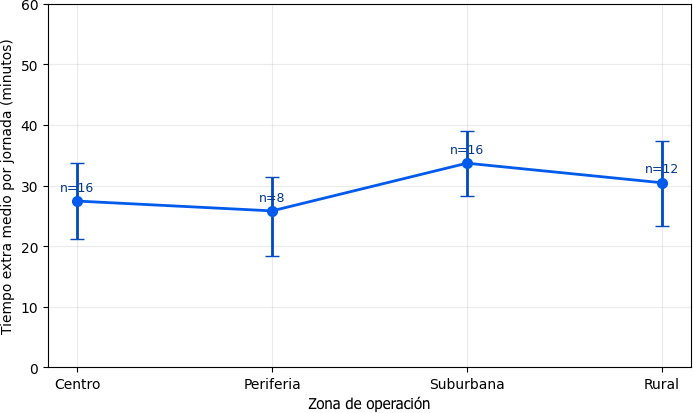 Tiempo extra medio por jornada (minutos)
60
50
40
30
20
10
0
n=16
n=8
n=16
n=12
Centro
Periferia
Suburbana
Rural
Zona de operación